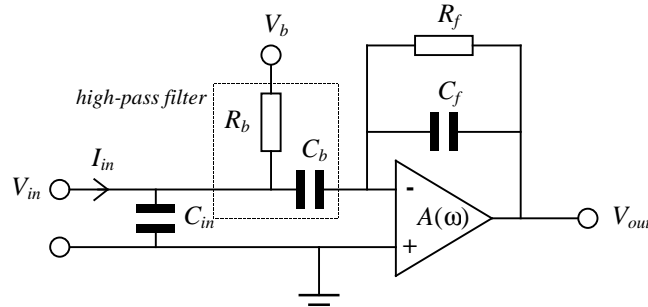 V_b
R_f
high-pass filter
R_b
C_f
C_b
I_in
V_in
C_in
-
A(ω)
+
V_out